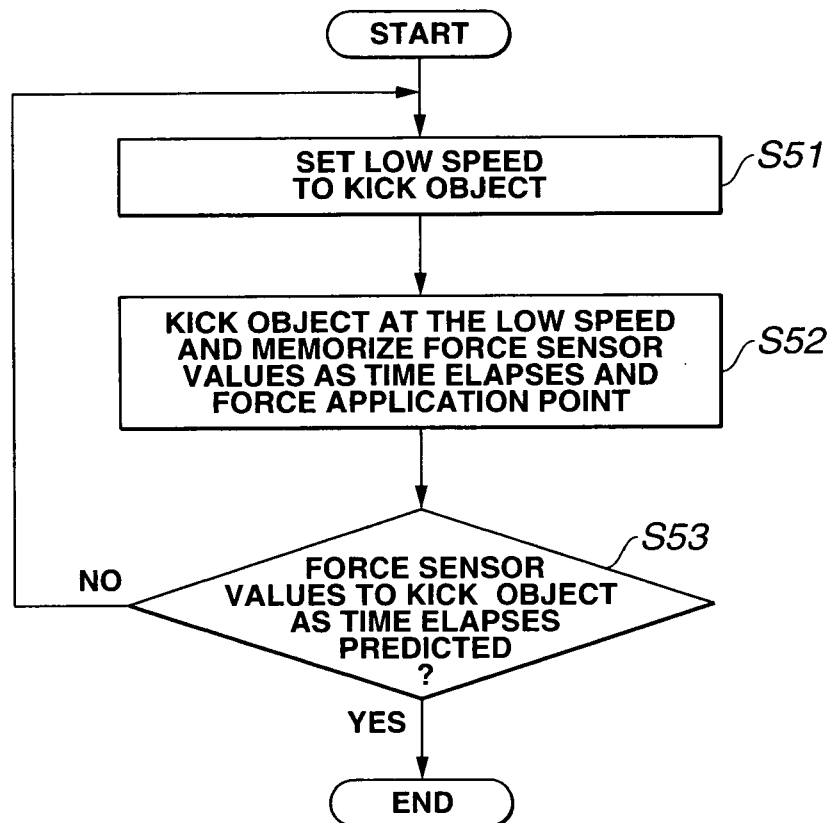 START
SET LOW SPEED
TO KICK OBJECT
S51
KICK OBJECT AT THE LOW SPEED
AND MEMORIZE FORCE SENSOR
VALUES AS TIME ELAPSES AND
FORCE APPLICATION POINT
S52
FORCE SENSOR
VALUES TO KICK OBJECT
AS TIME ELAPSES
PREDICTED
?
S53
NO
YES
END